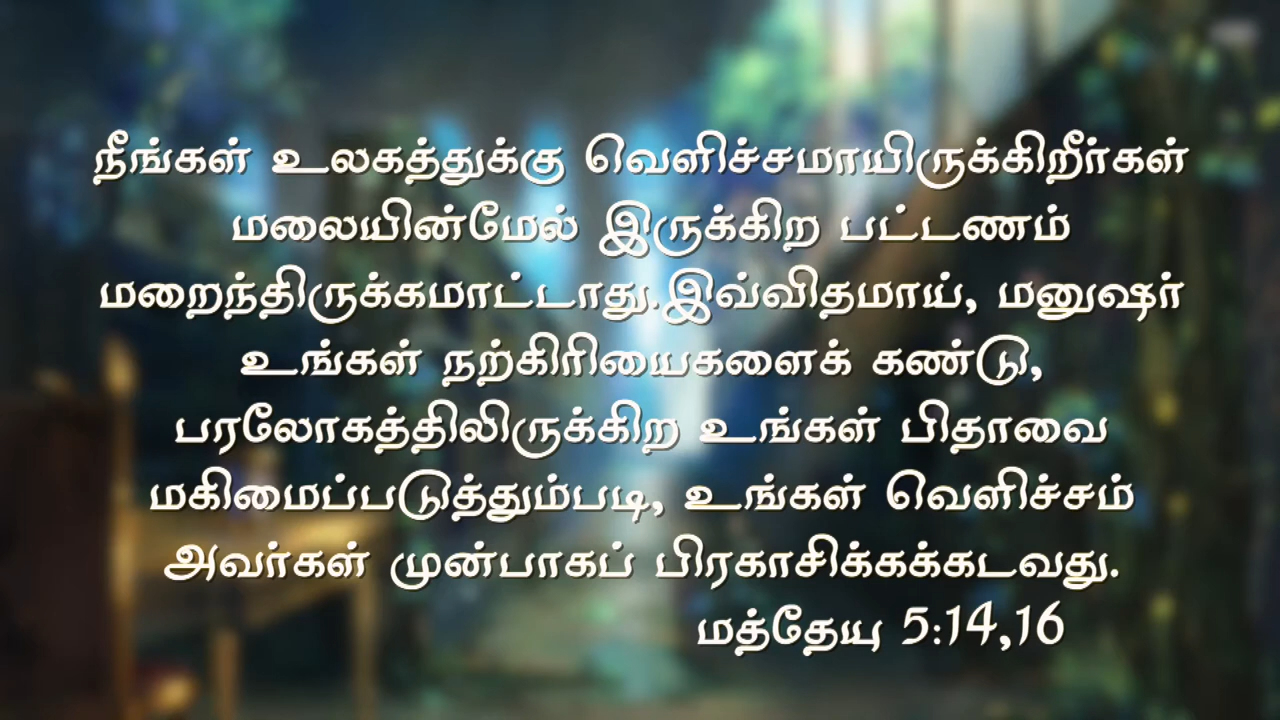 நீங்கள் உலகத்துக்கு வெளிச்சமாயிருக்கிறீர்கள்
மலையின்மேல் இருக்கிற பட்டணம்
மறைந்திருக்கமாட்டாது.இவ்விதமாய், மனுஷர்
உங்கள் நற்கிரியைகளைக் கண்டு,
பரலோகத்திலிருக்கிற உங்கள் பிதாவை
மகிமைப்படுத்தும்படி, உங்கள் வெளிச்சம்
அவர்கள் முன்பாகப் பிரகாசிக்கக்கடவது.
மத்தேயு 5:14,16